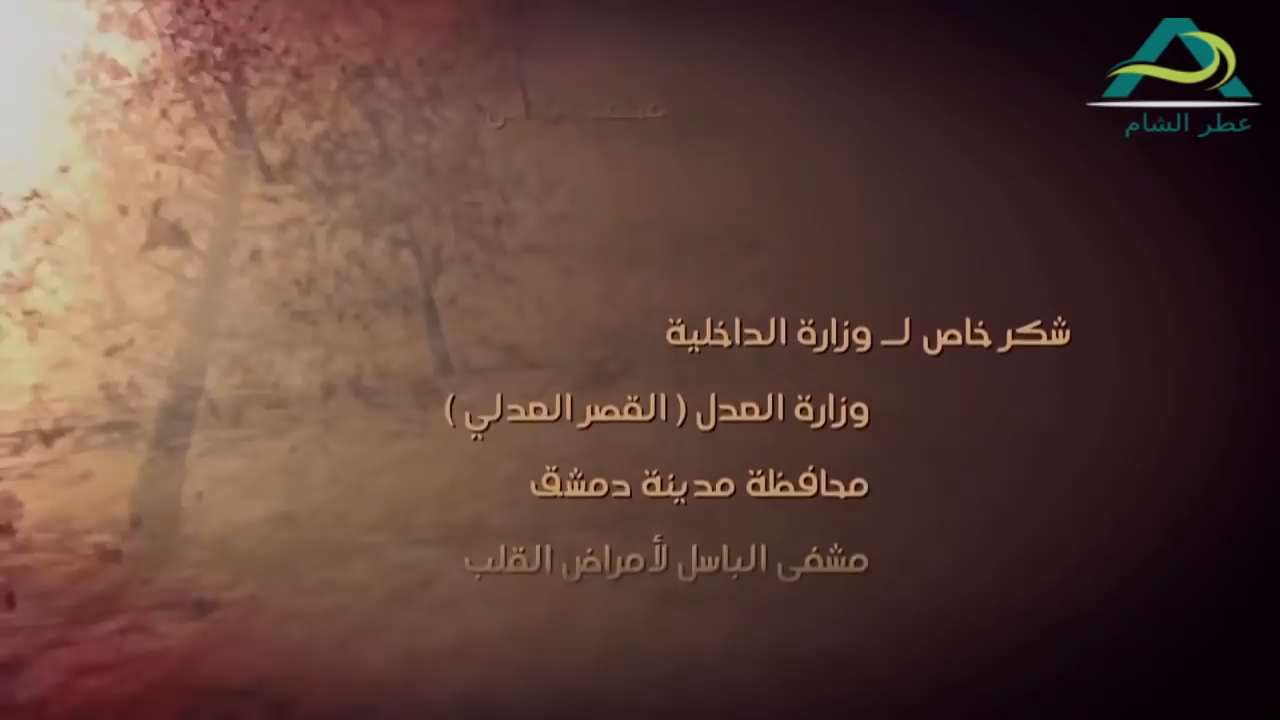 عطر الشام
شكر خاص لـ وزارة الداخلية
وزارة العدل ( القصر العدلي )
محافظة مدينة دمشق
مشفى الباسل لأمراض القلب